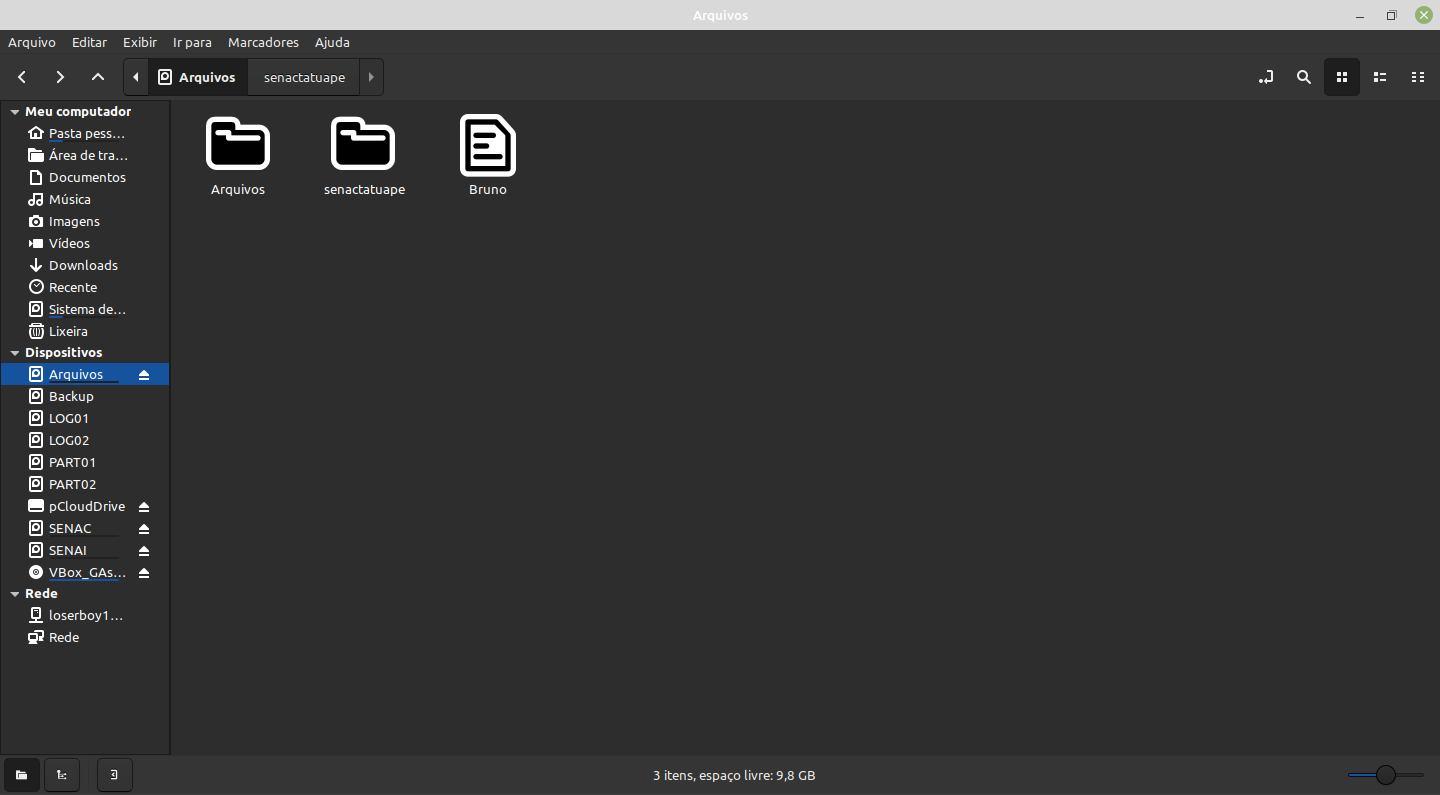 Arquivos
Arquivo Editar Exibir Ir para Marcadores Ajuda
Arquivos senactatuape
Meu computador
Pasta pess...
Área de tra...
Documentos
Música
Imagens
Vídeos
Downloads
Recente
Sistema de...
Lixeira
Dispositivos
Arquivos
Backup
LOG01
LOG02
PART01
PART02
pCloudDrive
SENAC
SENAI
VBox_GAs...
Rede
loserboy1...
Rede
Arquivos senactatuape Bruno
3 itens, espaço livre: 9,8 GB